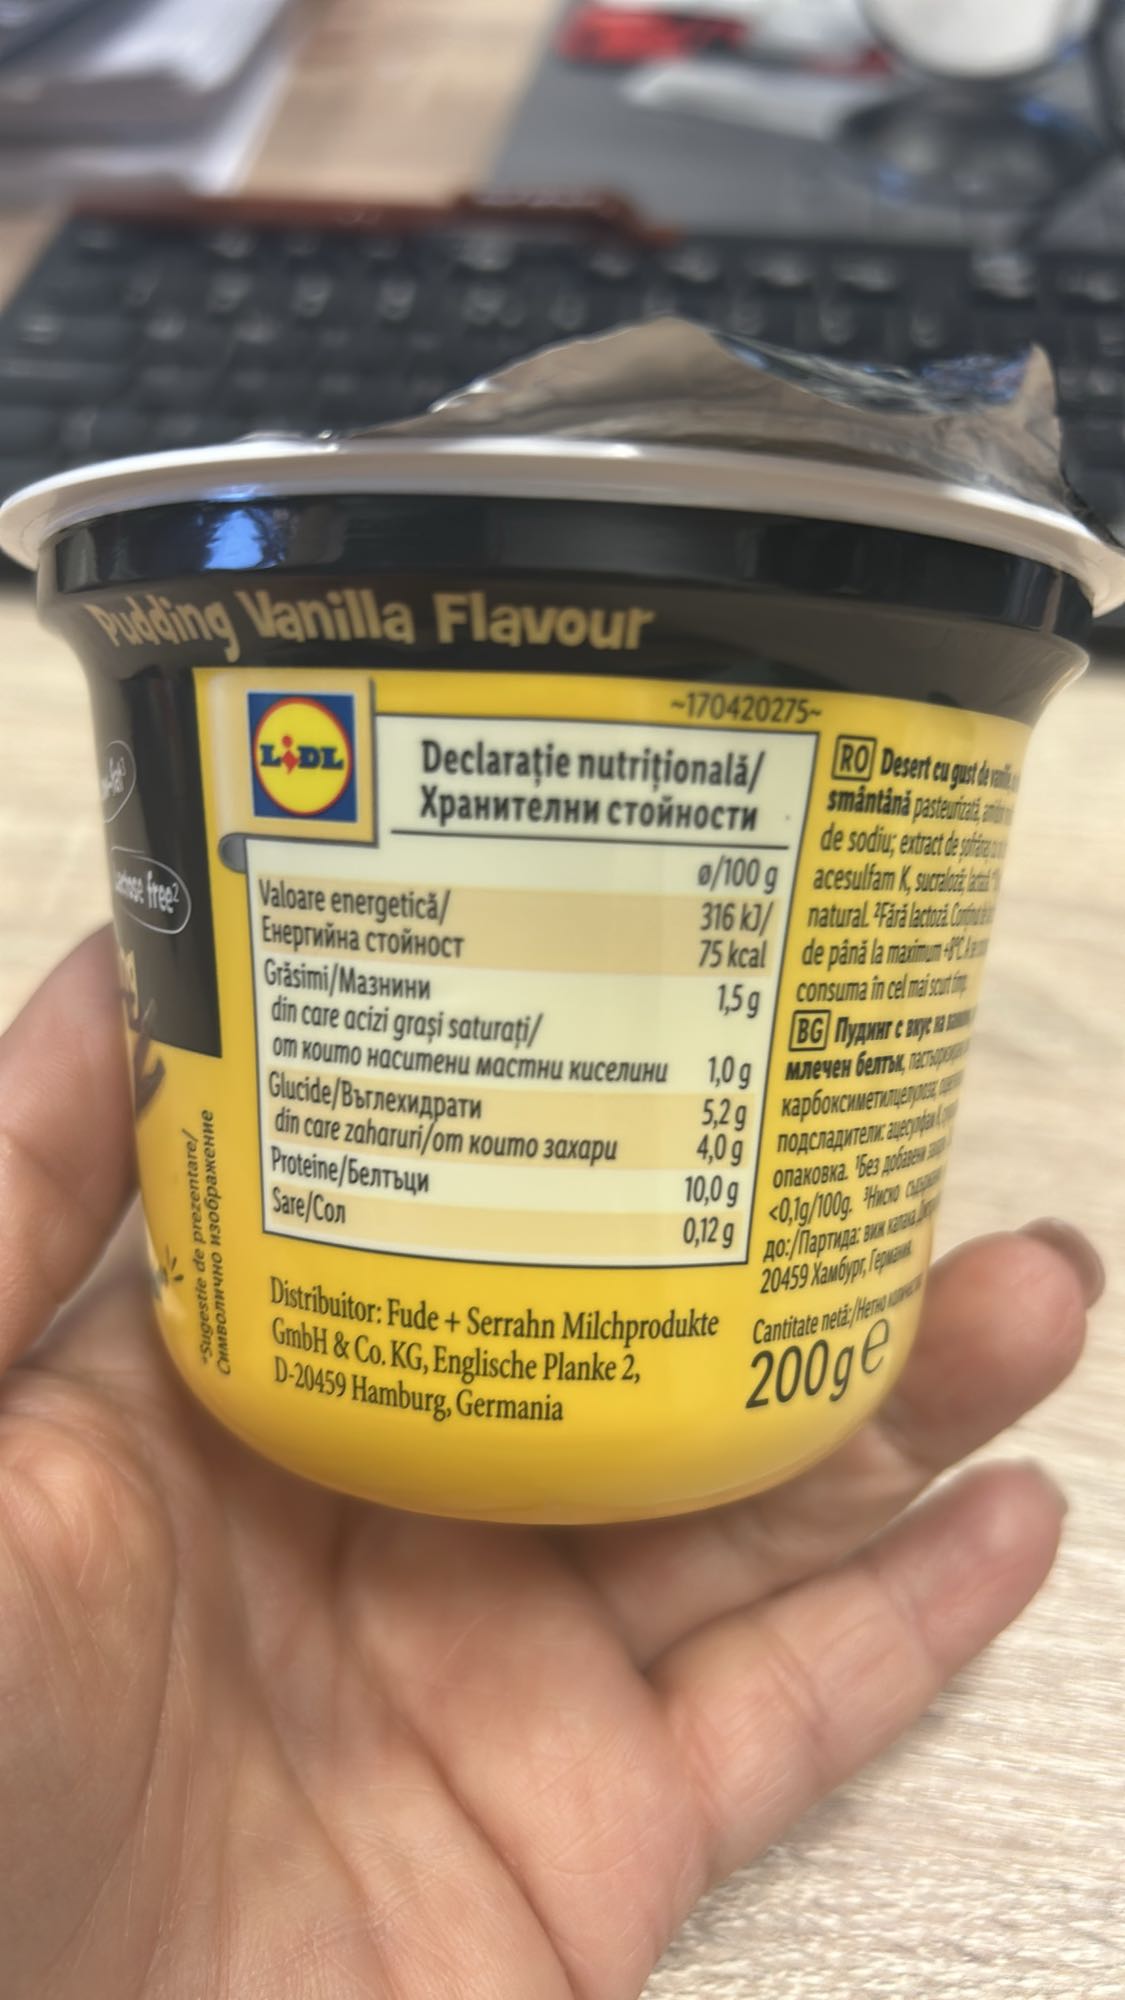 Pudding Vanilla Flavour
LIDL
~170420275~
Declarație nutrițională/
Хранителни стойности
ø/100 g
Valoare energetică/
Енергийна стойност
316 kJ/
75 kcal
Grăsimi/Мазнини 1,5 g
din care acizi grași saturați/
от които наситени мастни киселини 1,0 g
Glucide/Въглехидрати 5,2 g
din care zaharuri/от които захари 4,0 g
Proteine/Белтъци 10,0 g
Sare/Сол 0,12 g
Distribuitor: Fude + Serrahn Milchprodukte
GmbH & Co. KG, Englische Planke 2,
D-20459 Hamburg, Germania
RO Desert cu gust de
smântână pasteurizată,
de sodiu; extract de
acesulfam K, sucraloză;
natural. ²Fără lactoză.
de până la maximum +8°C.
consuma în cel mai scurt timp.
BG Пудинг с вкус на
млечен белтък,
карбоксиметилцелулоза,
подсладители: ацесулфам K,
опаковка. ¹Без добавени
<0,1g/100g. ³Ниско
до:/Партида: виж капака.
20459 Хамбург, Германия.
Cantitate netă:/Нетно
200g e
free²
*Sugestie de prezentare/
Символично изображение